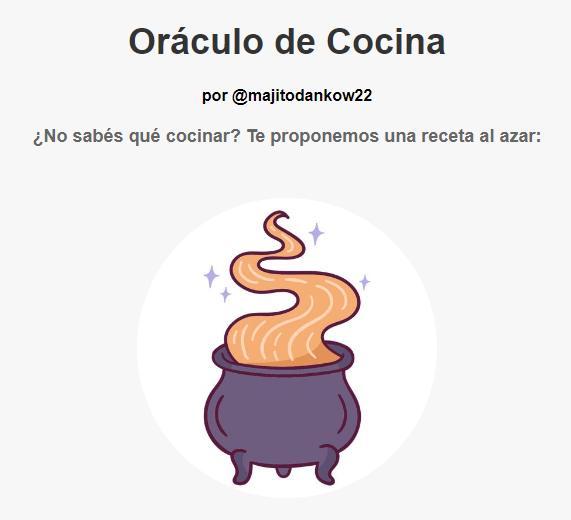 Oráculo de Cocina
por @majitodankow22
¿No sabés qué cocinar? Te proponemos una receta al azar: